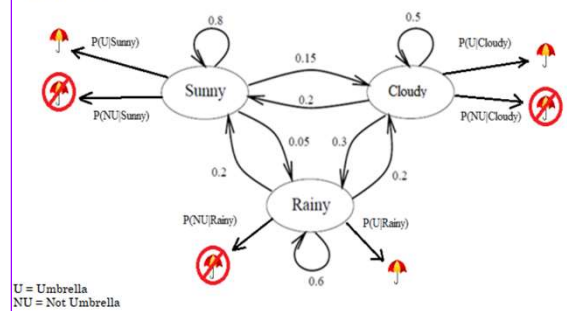 0.8
0.5
P(U|Sunny)
P(U|Cloudy)
0.15
Sunny
Cloudy
0.2
P(NU|Sunny)
P(NU|Cloudy)
0.05
0.3
0.2
0.2
Rainy
P(NU|Rainy)
P(U|Rainy)
0.6
U = Umbrella
NU = Not Umbrella